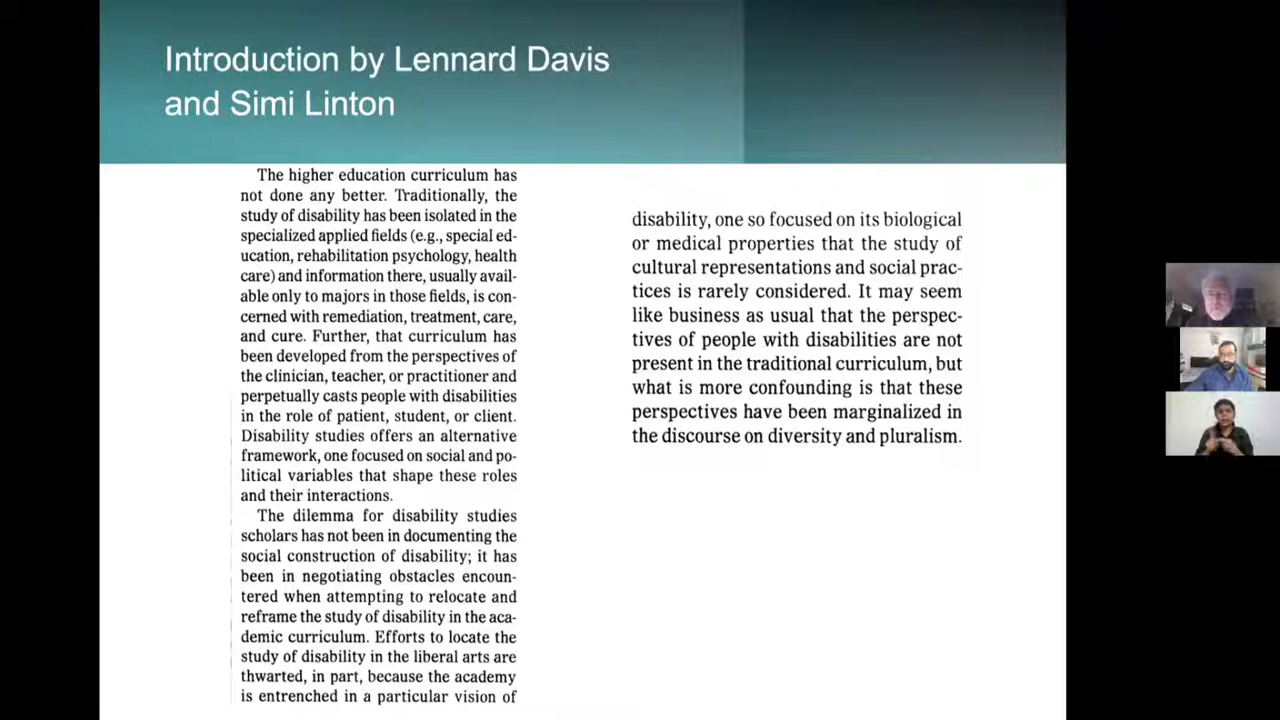 Introduction by Lennard Davis
and Simi Linton
The higher education curriculum has
not done any better. Traditionally, the
study of disability has been isolated in the
specialized applied fields (e.g., special ed-
ucation, rehabilitation psychology, health
care) and information there, usually avail-
able only to majors in those fields, is con-
cerned with remediation, treatment, care,
and cure. Further, that curriculum has
been developed from the perspectives of
the clinician, teacher, or practitioner and
perpetually casts people with disabilities
in the role of patient, student, or client.
Disability studies offers an alternative
framework, one focused on social and po-
litical variables that shape these roles
and their interactions.
The dilemma for disability studies
scholars has not been in documenting the
social construction of disability; it has
been in negotiating obstacles encoun-
tered when attempting to relocate and
reframe the study of disability in the aca-
demic curriculum. Efforts to locate the
study of disability in the liberal arts are
thwarted, in part, because the academy
is entrenched in a particular vision of
disability, one so focused on its biological
or medical properties that the study of
cultural representations and social prac-
tices is rarely considered. It may seem
like business as usual that the perspec-
tives of people with disabilities are not
present in the traditional curriculum, but
what is more confounding is that these
perspectives have been marginalized in
the discourse on diversity and pluralism.